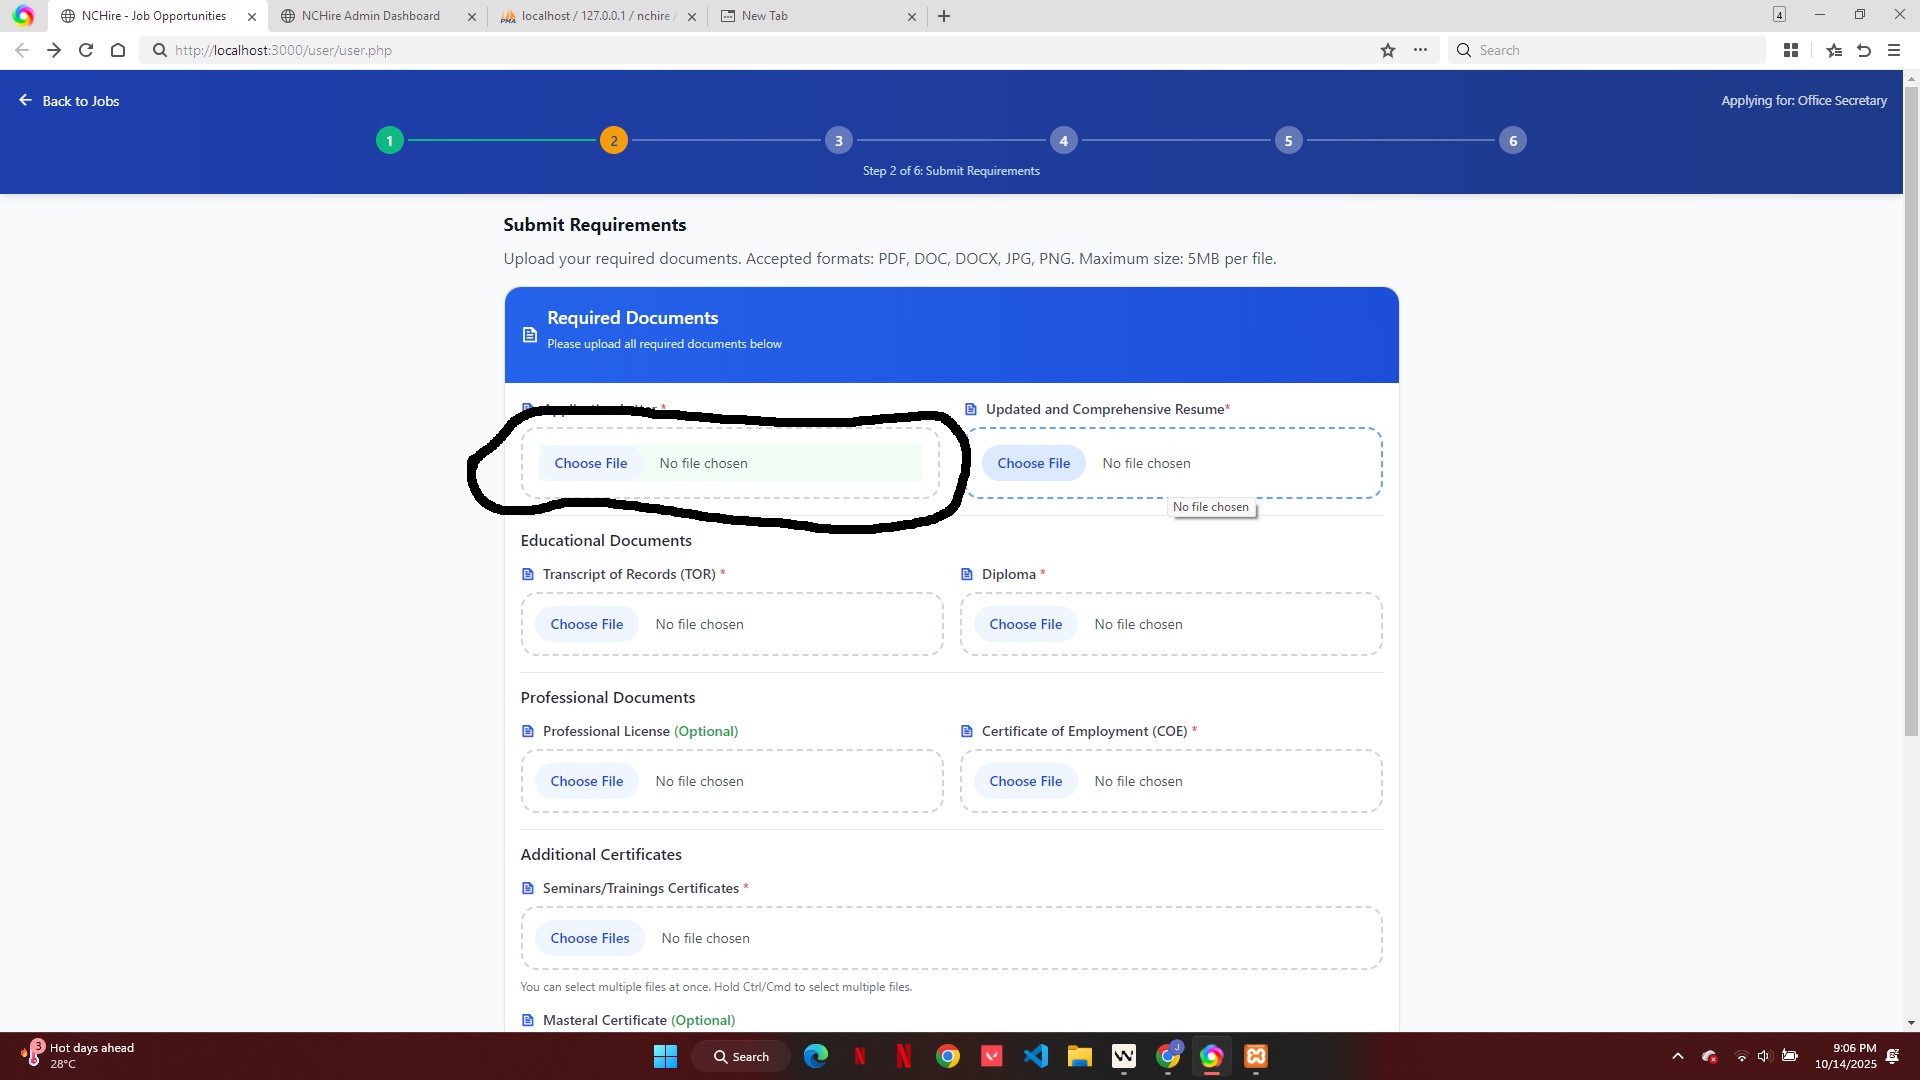 NCHire - Job Opportunities
NCHire Admin Dashboard
PMA
localhost / 127.0.0.1 / nchire /
New Tab
4
http://localhost:3000/user/user.php
Search
Back to Jobs
Applying for: Office Secretary
1
2
3
4
5
6
Step 2 of 6: Submit Requirements
Submit Requirements
Upload your required documents. Accepted formats: PDF, DOC, DOCX, JPG, PNG. Maximum size: 5MB per file.
Required Documents
Please upload all required documents below
*
Updated and Comprehensive Resume*
Choose File No file chosen
Choose File No file chosen
No file chosen
Educational Documents
Transcript of Records (TOR) *
Diploma *
Choose File No file chosen
Choose File No file chosen
Professional Documents
Professional License (Optional)
Certificate of Employment (COE) *
Choose File No file chosen
Choose File No file chosen
Additional Certificates
Seminars/Trainings Certificates *
Choose Files No file chosen
You can select multiple files at once. Hold Ctrl/Cmd to select multiple files.
Masteral Certificate (Optional)
3
Hot days ahead
28°C
Search
J
9:06 PM
10/14/2025